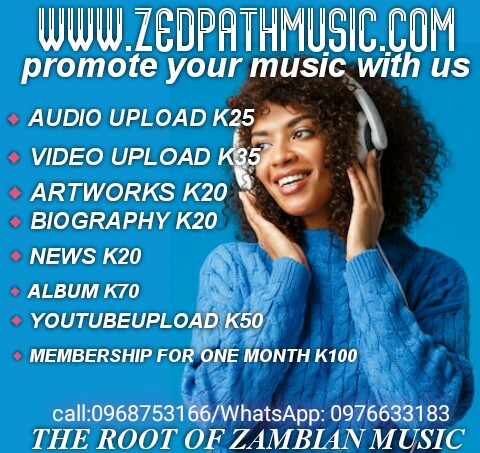 WWW.ZEDPATHMUSIC.COM
promote your music with us
AUDIO UPLOAD K25
VIDEO UPLOAD K35
ARTWORKS K20
BIOGRAPHY K20
NEWS K20
ALBUM K70
YOUTUBEUPLOAD K50
MEMBERSHIP FOR ONE MONTH K100
call:0968753166/WhatsApp: 0976633183
THE ROOT OF ZAMBIAN MUSIC